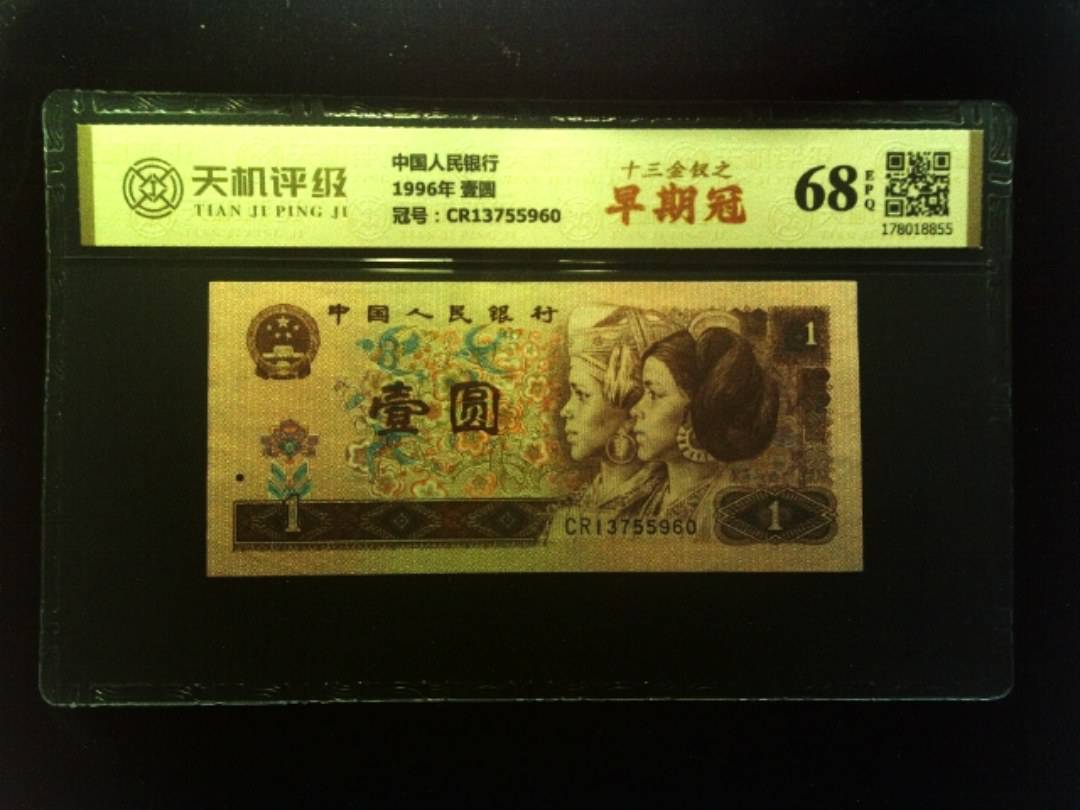 天机评级
TIAN JI PING JI
中国人民银行
1996年 壹圆
冠号：CR13755960
十三金钗之
早期冠
68
EPQ
178018855
中国人民银行
1
壹圆
1
CR13755960
1